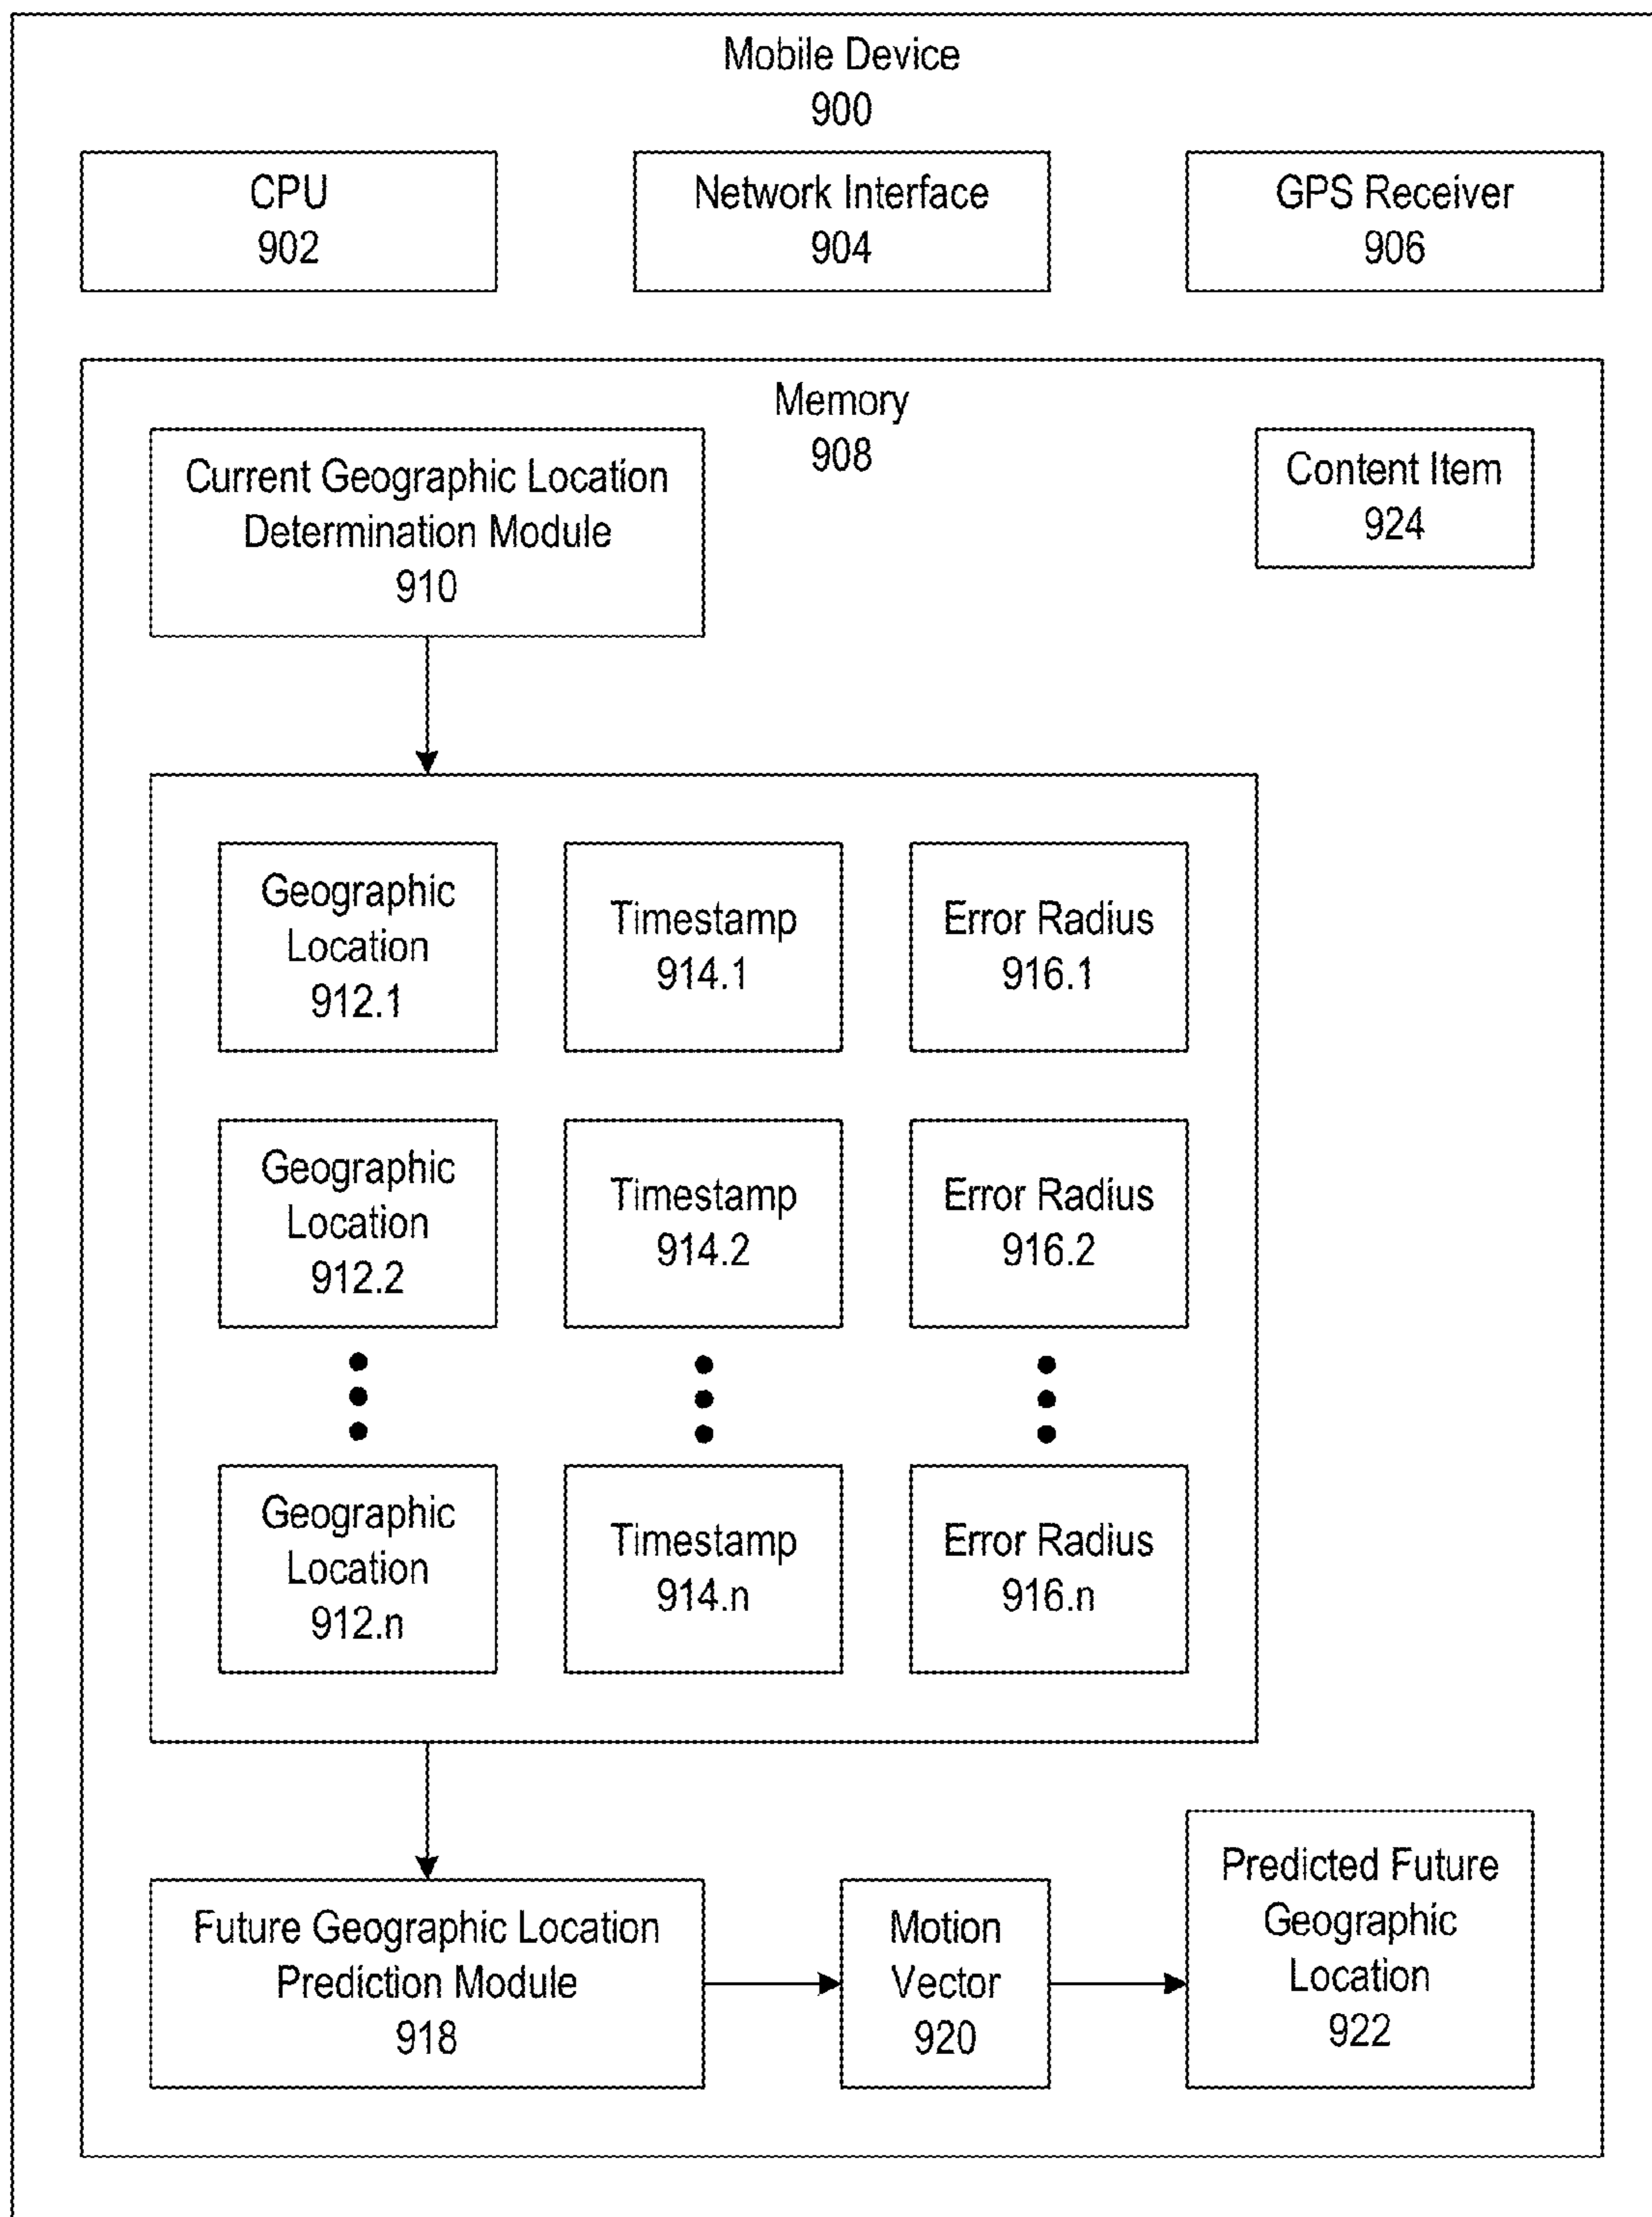 Mobile Device
900
CPU
902
Network Interface
904
GPS Receiver
906
Memory
908
Current Geographic Location
Determination Module
910
Content Item
924
Geographic
Location
912.1
Timestamp
914.1
Error Radius
916.1
Geographic
Location
912.2
Timestamp
914.2
Error Radius
916.2
Geographic
Location
912.n
Timestamp
914.n
Error Radius
916.n
Future Geographic Location
Prediction Module
918
Motion
Vector
920
Predicted Future
Geographic
Location
922